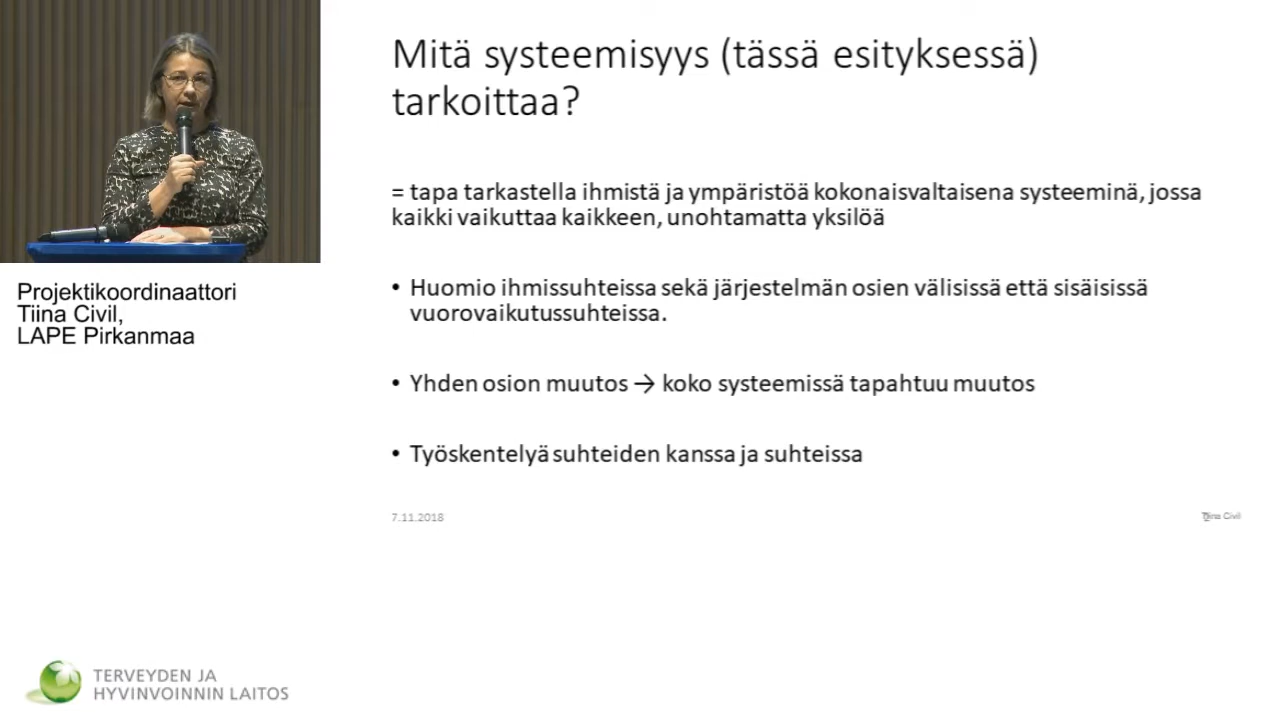 Mitä systeemisyys (tässä esityksessä)
tarkoittaa?
= tapa tarkastella ihmistä ja ympäristöä kokonaisvaltaisena systeeminä, jossa
kaikki vaikuttaa kaikkeen, unohtamatta yksilöä
• Huomio ihmissuhteissa sekä järjestelmän osien välisissä että sisäisissä
vuorovaikutussuhteissa.
• Yhden osion muutos → koko systeemissä tapahtuu muutos
• Työskentelyä suhteiden kanssa ja suhteissa
7.11.2018
Tiina Civil
Projektikoordinaattori
Tiina Civil,
LAPE Pirkanmaa
TERVEYDEN JA
HYVINVOINNIN LAITOS